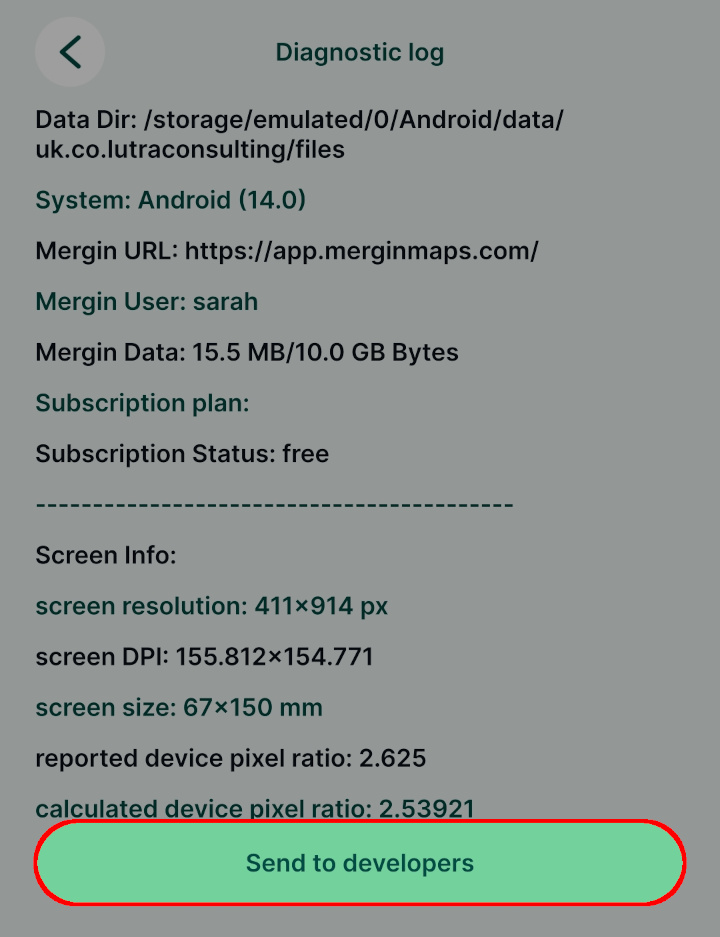 Diagnostic log
Data Dir: /storage/emulated/0/Android/data/
uk.co.lutraconsulting/files
System: Android (14.0)
Mergin URL: https://app.merginmaps.com/
Mergin User: sarah
Mergin Data: 15.5 MB/10.0 GB Bytes
Subscription plan:
Subscription Status: free
------------------------------------------
Screen Info:
screen resolution: 411×914 px
screen DPI: 155.812×154.771
screen size: 67×150 mm
reported device pixel ratio: 2.625
calculated device pixel ratio: 2.53921
Send to developers